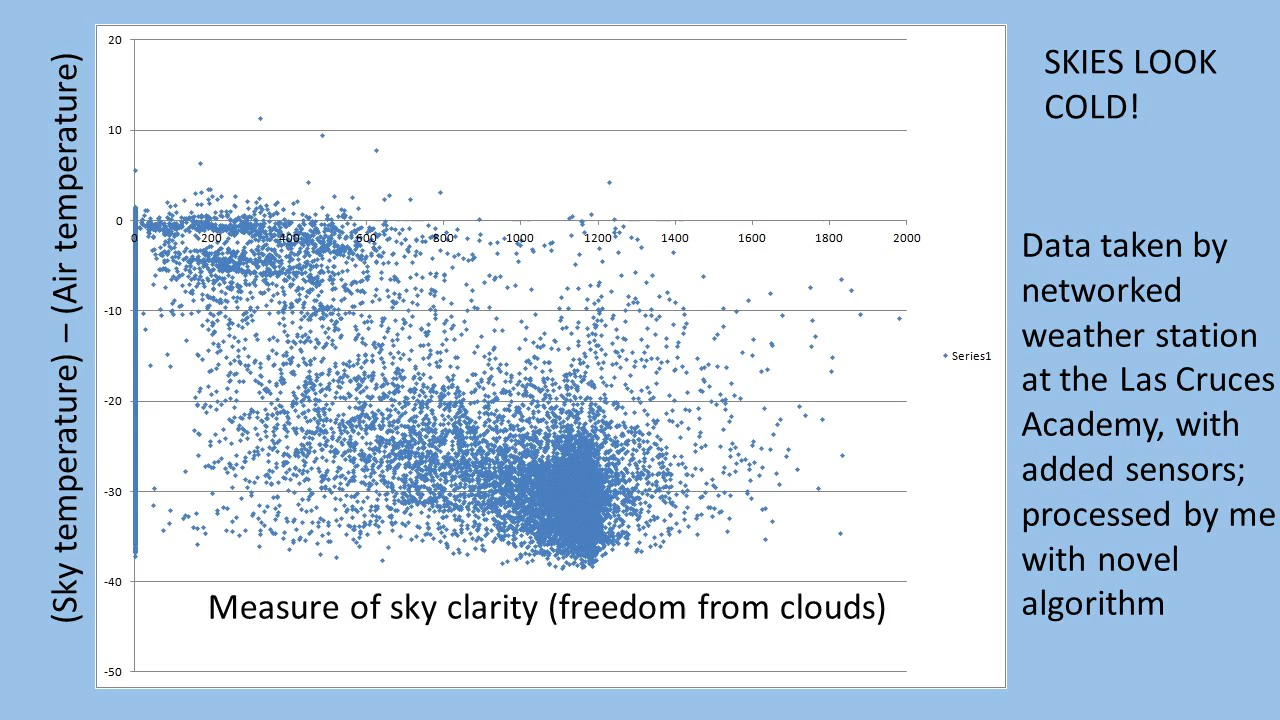 SKIES LOOK
COLD!
(Sky temperature) – (Air temperature)
20
10
0
-10
-20
-30
-40
-50
0 200 400 600 800 1000 1200 1400 1600 1800 2000
Series1
Measure of sky clarity (freedom from clouds)
Data taken by
networked
weather station
at the Las Cruces
Academy, with
added sensors;
processed by me
with novel
algorithm